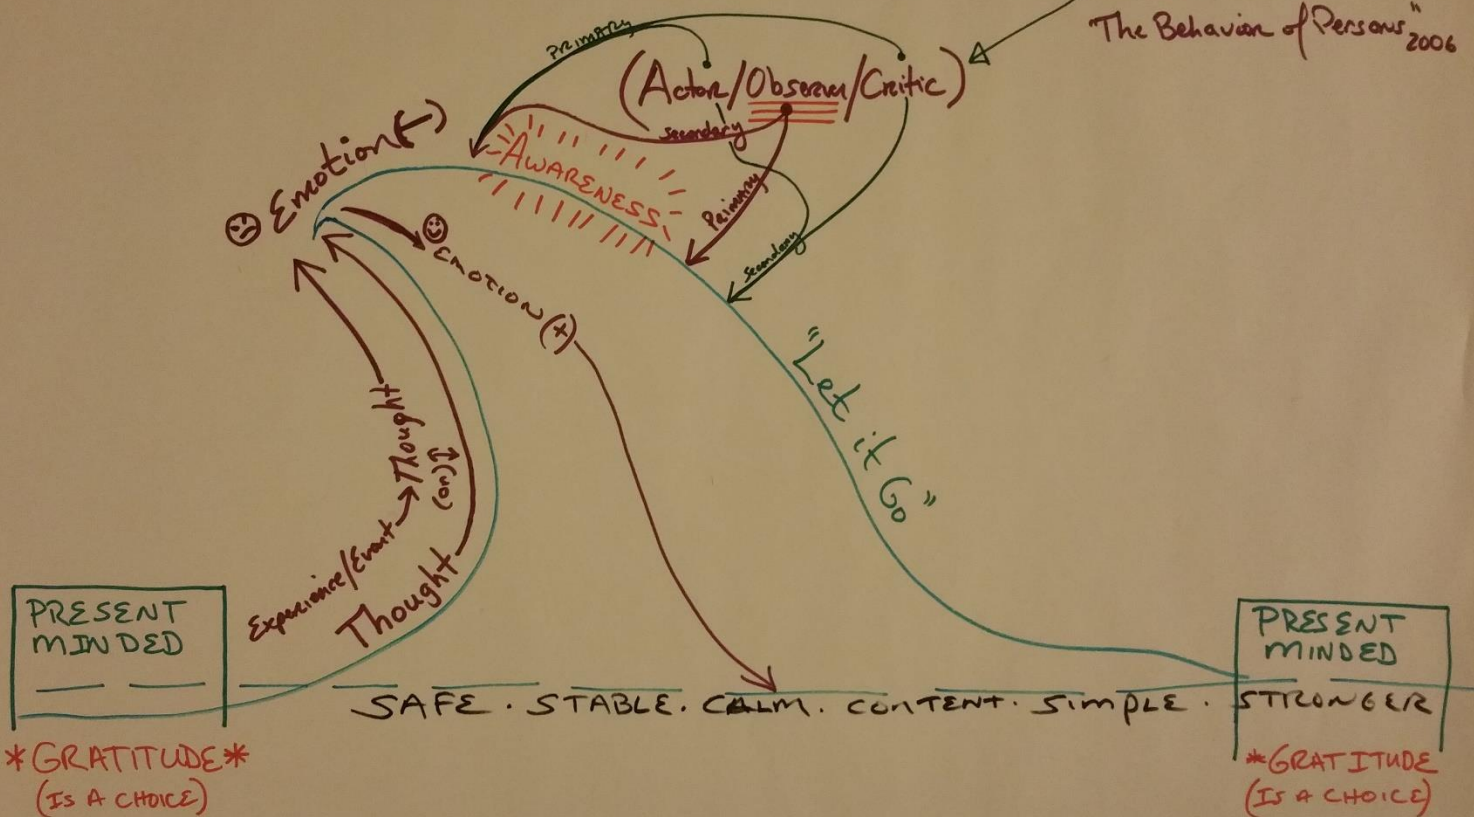 "The Behavior of Persons" 2006
PRIMARY
(Actor/Observer/Critic)
secondary
AWARENESS
Primary
secondary
Emotion(-)
EMOTION (+)
"Let it Go"
Thought
(or)
Experience/Event
Thought
PRESENT
MINDED
PRESENT
MINDED
SAFE . STABLE. CALM. CONTENT. SIMPLE . STRONGER
*GRATITUDE*
(IS A CHOICE)
*GRATITUDE
(IS A CHOICE)